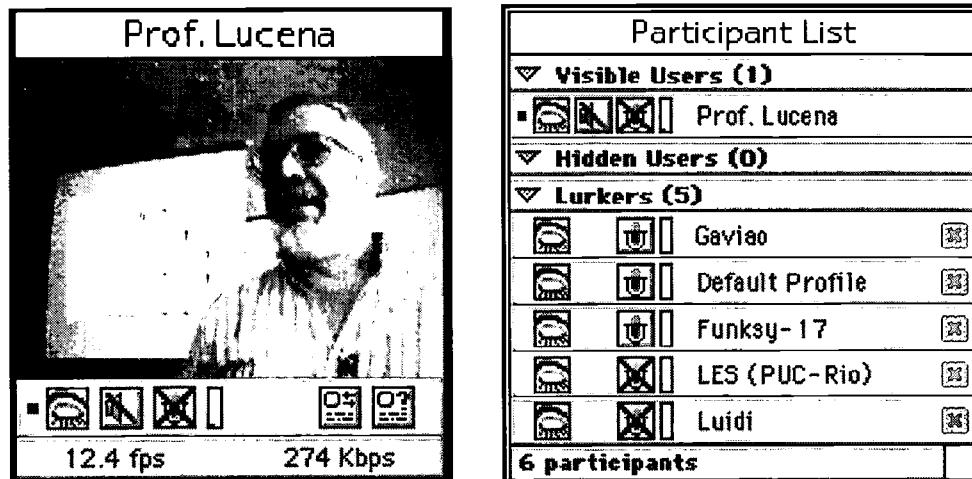 Prof. Lucena
12.4 fps
274 Kbps
Participant List
Visible Users (1)
Prof. Lucena
Hidden Users (0)
Lurkers (5)
Gaviao
Default Profile
Funksy-17
LES (PUC-Rio)
Luidi
6 participants